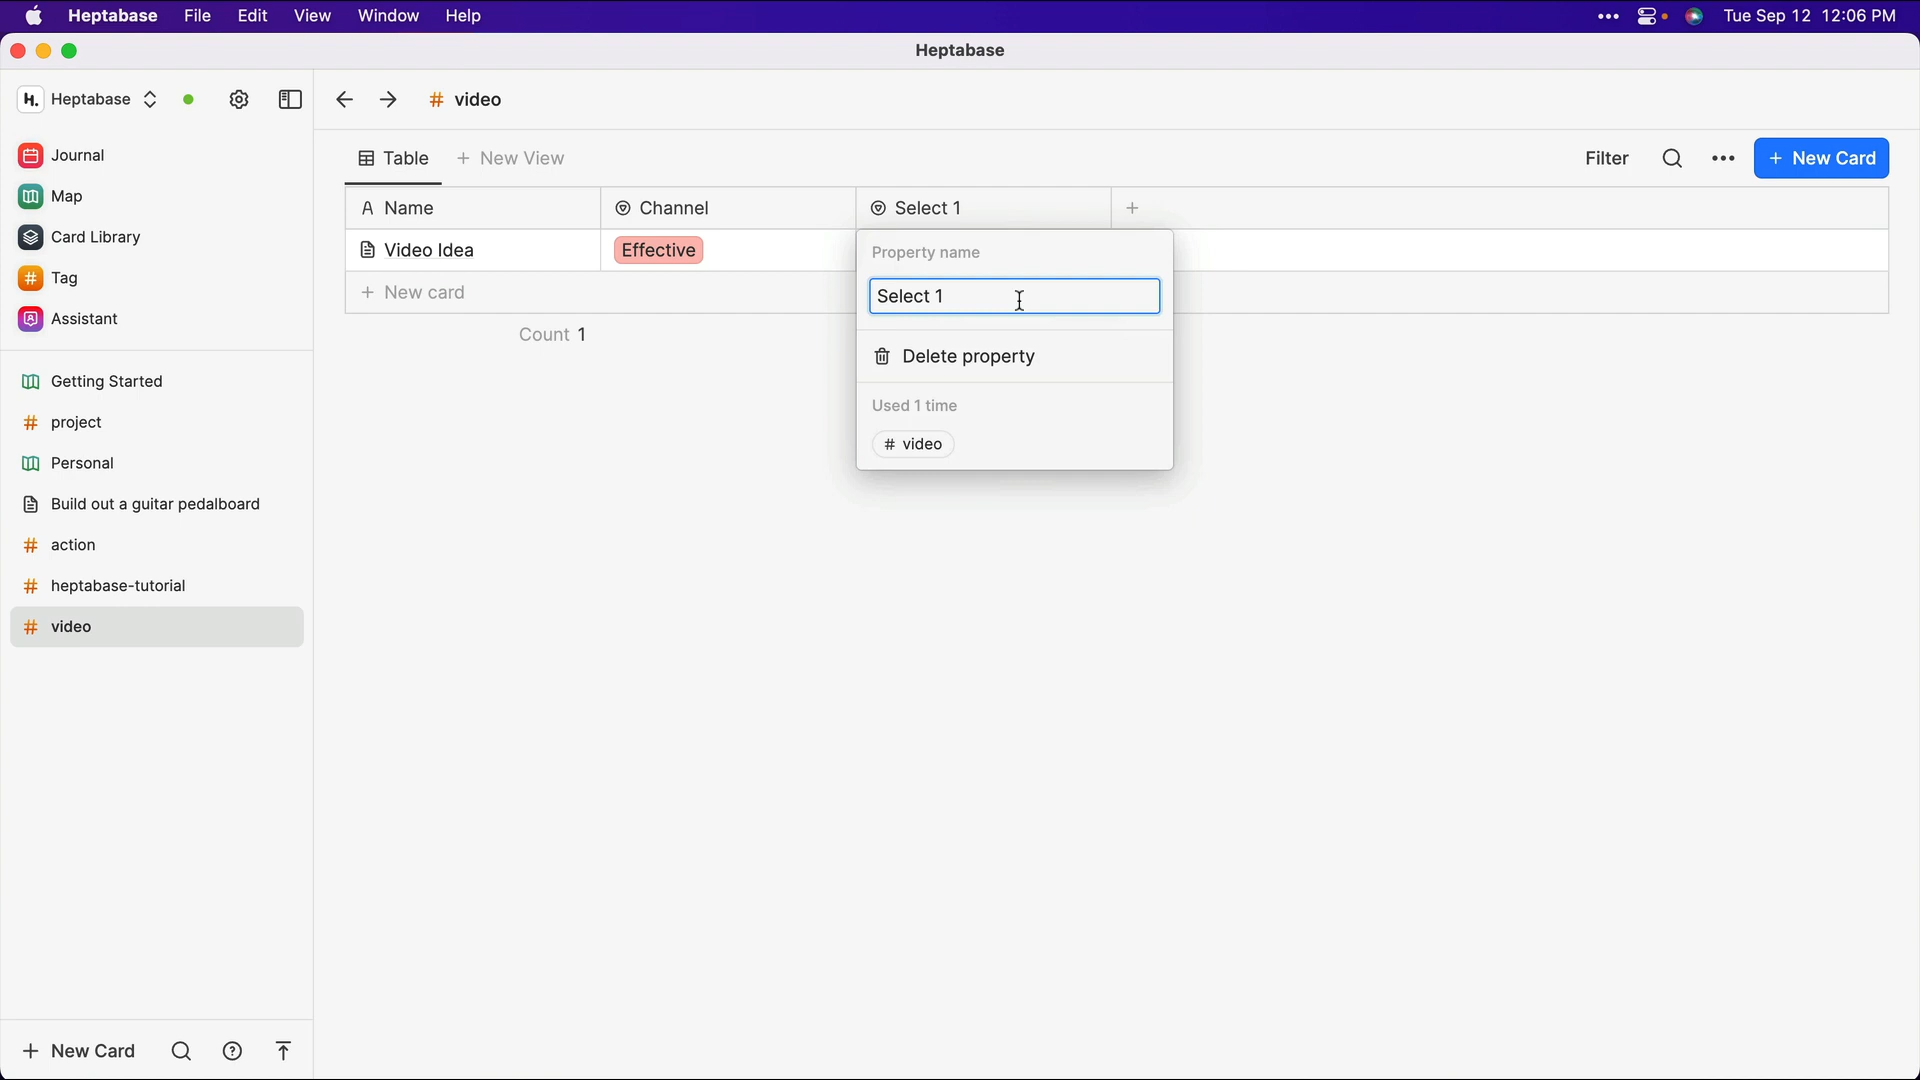 Heptabase File Edit View Window Help Tue Sep 12 12:06 PM
Heptabase
H. Heptabase # video
Journal
Map
Card Library
# Tag
Assistant
Getting Started
# project
Personal
Build out a guitar pedalboard
# action
# heptabase-tutorial
# video
+ New Card
Table + New View Filter ••• + New Card
A Name Channel Select 1 +
Video Idea Effective
+ New card
Count 1
Property name
Select 1
Delete property
Used 1 time
# video